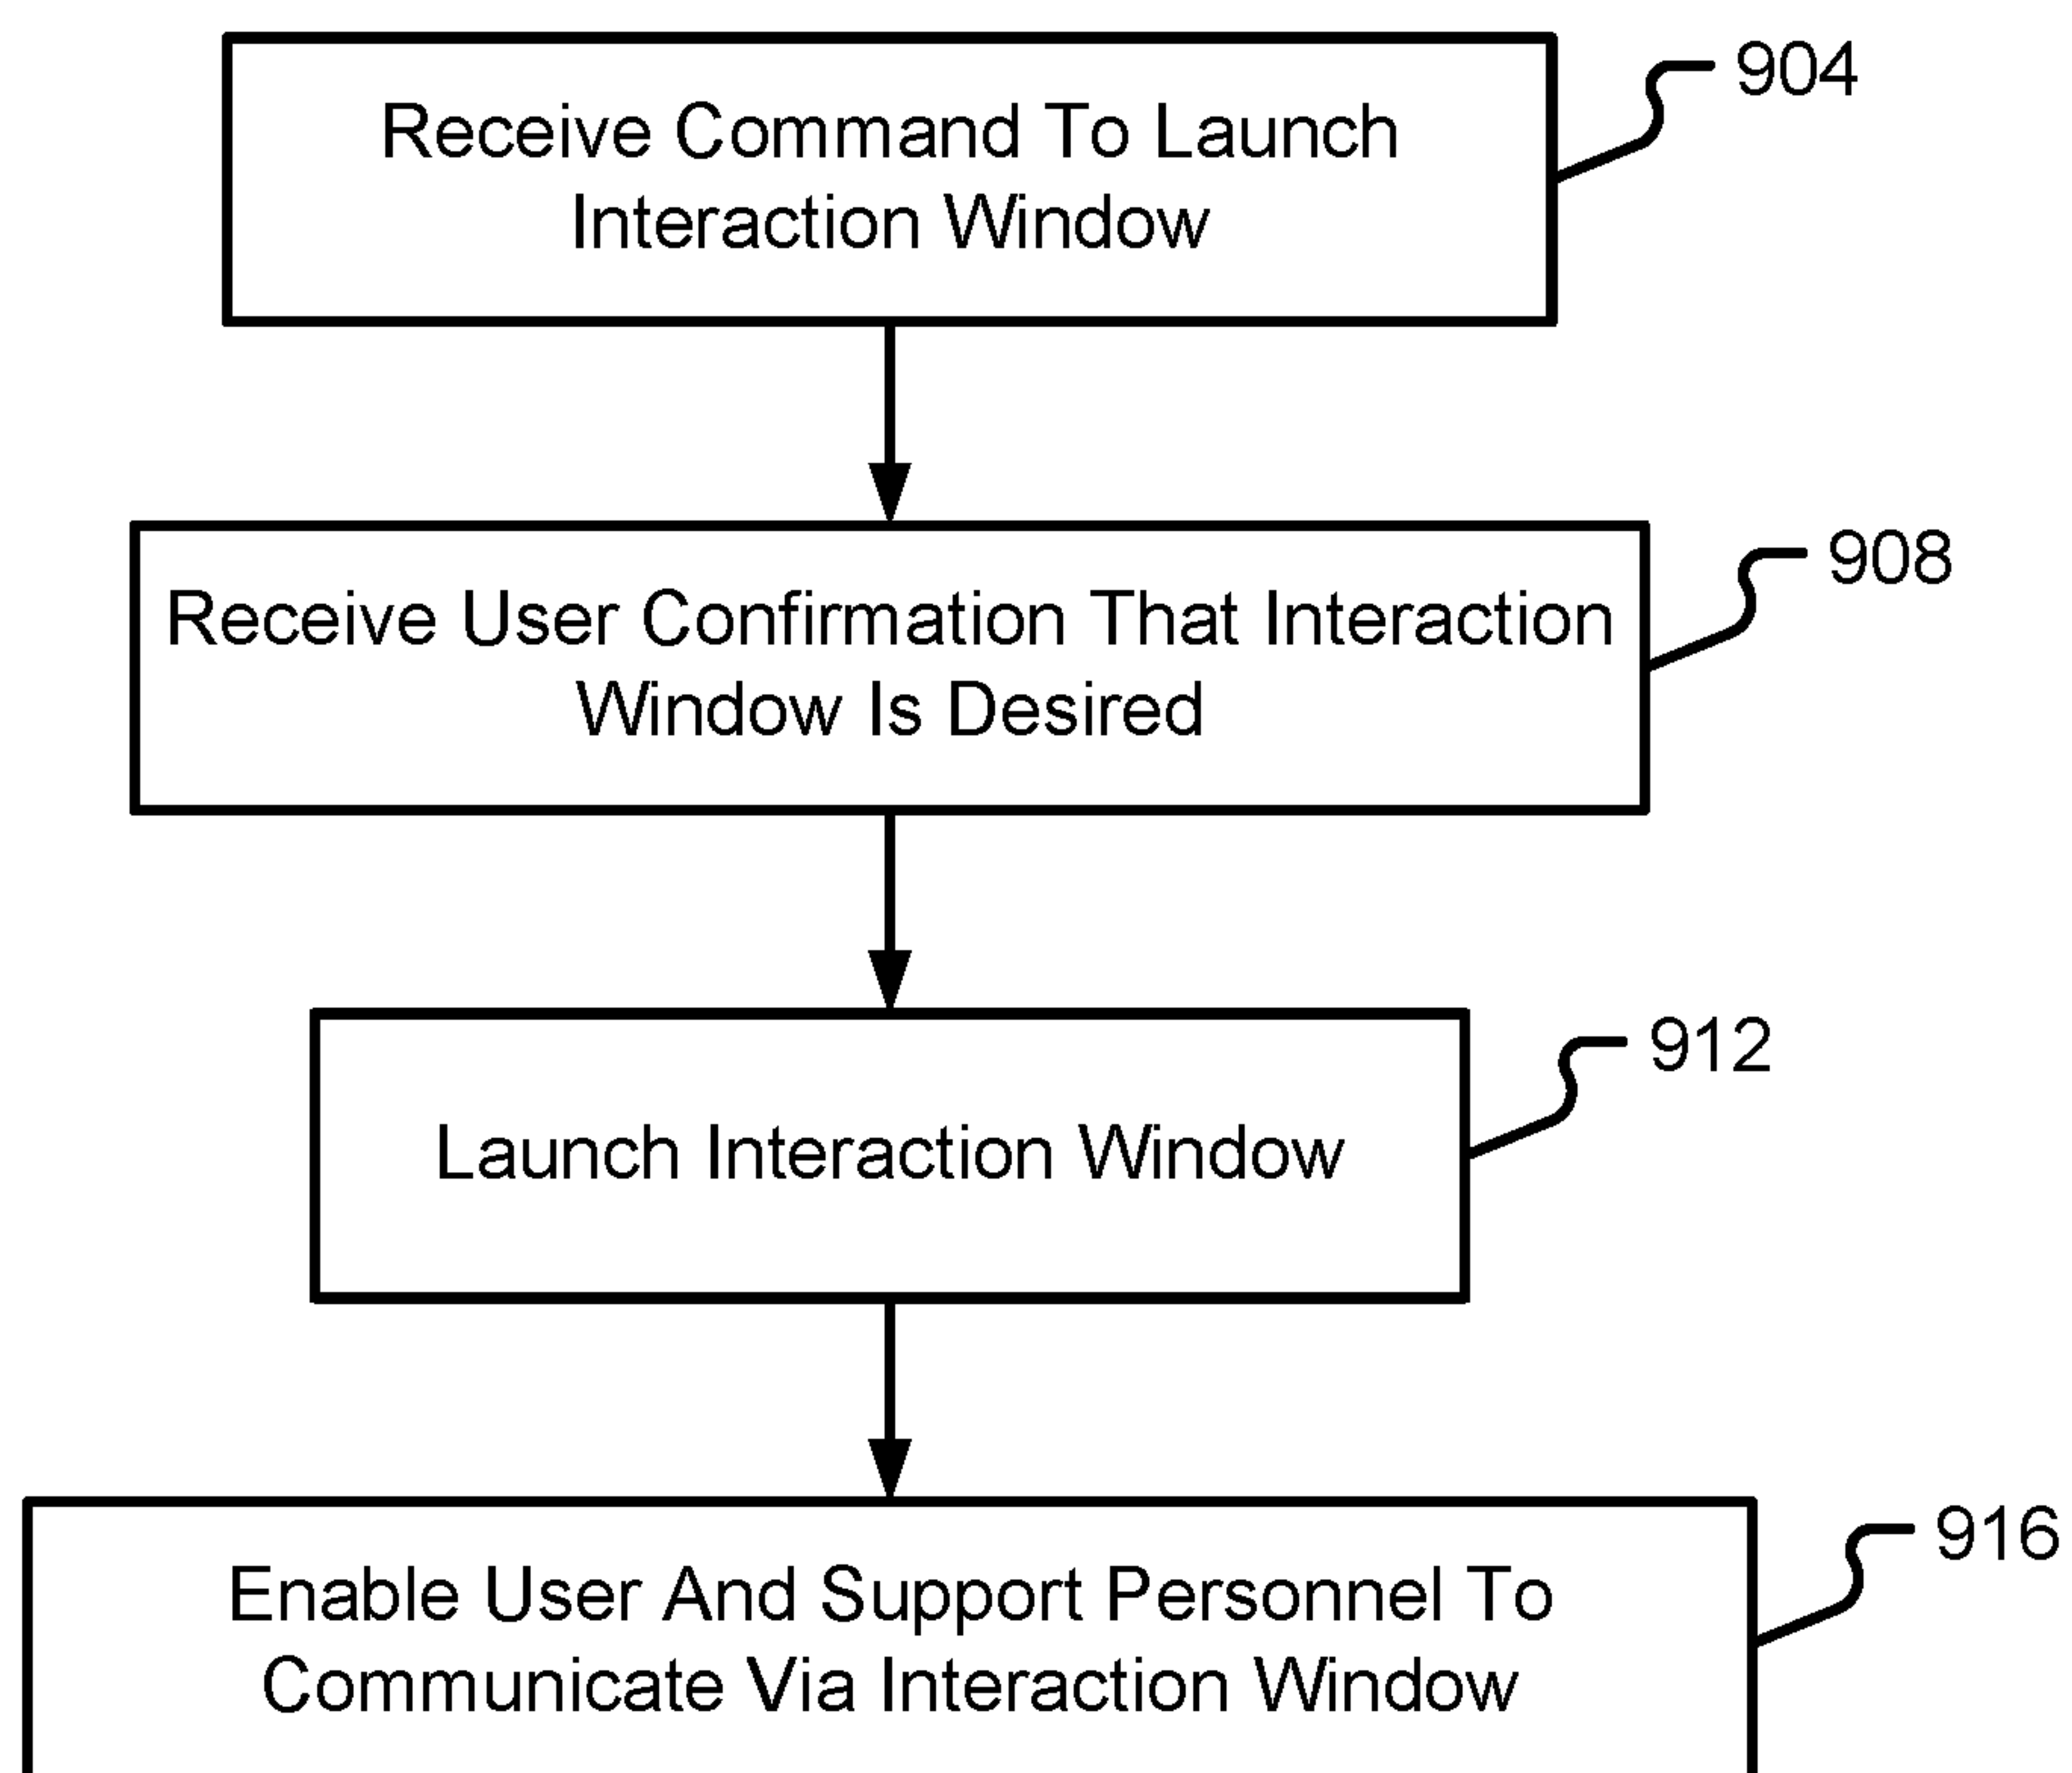 904
Receive Command To Launch
Interaction Window
908
Receive User Confirmation That Interaction
Window Is Desired
912
Launch Interaction Window
916
Enable User And Support Personnel To
Communicate Via Interaction Window